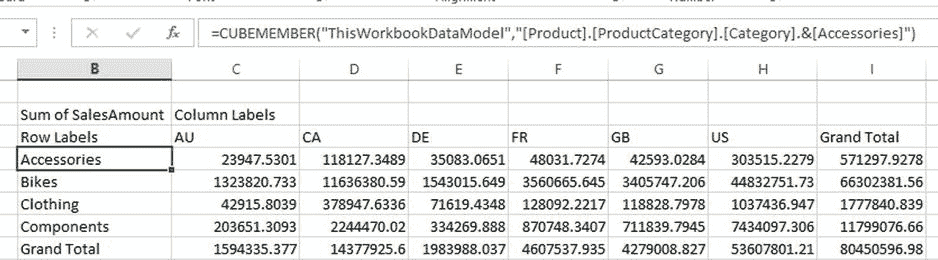 =CUBEMEMBER("ThisWorkbookDataModel","[Product].[ProductCategory].[Category].&[Accessories]")
B C D E F G H I
Sum of SalesAmount Column Labels
Row Labels AU CA DE FR GB US Grand Total
Accessories 23947.5301 118127.3489 35083.0651 48031.7274 42593.0284 303515.2279 571297.9278
Bikes 1323820.733 11636380.59 1543015.649 3560665.645 3405747.206 44832751.73 66302381.56
Clothing 42915.8039 378947.6336 71619.4348 128092.2217 118828.7978 1037436.947 1777840.839
Components 203651.3093 2244470.02 334269.888 870748.3407 711839.7945 7434097.306 11799076.66
Grand Total 1594335.377 14377925.6 1983988.037 4607537.935 4279008.827 53607801.21 80450596.98